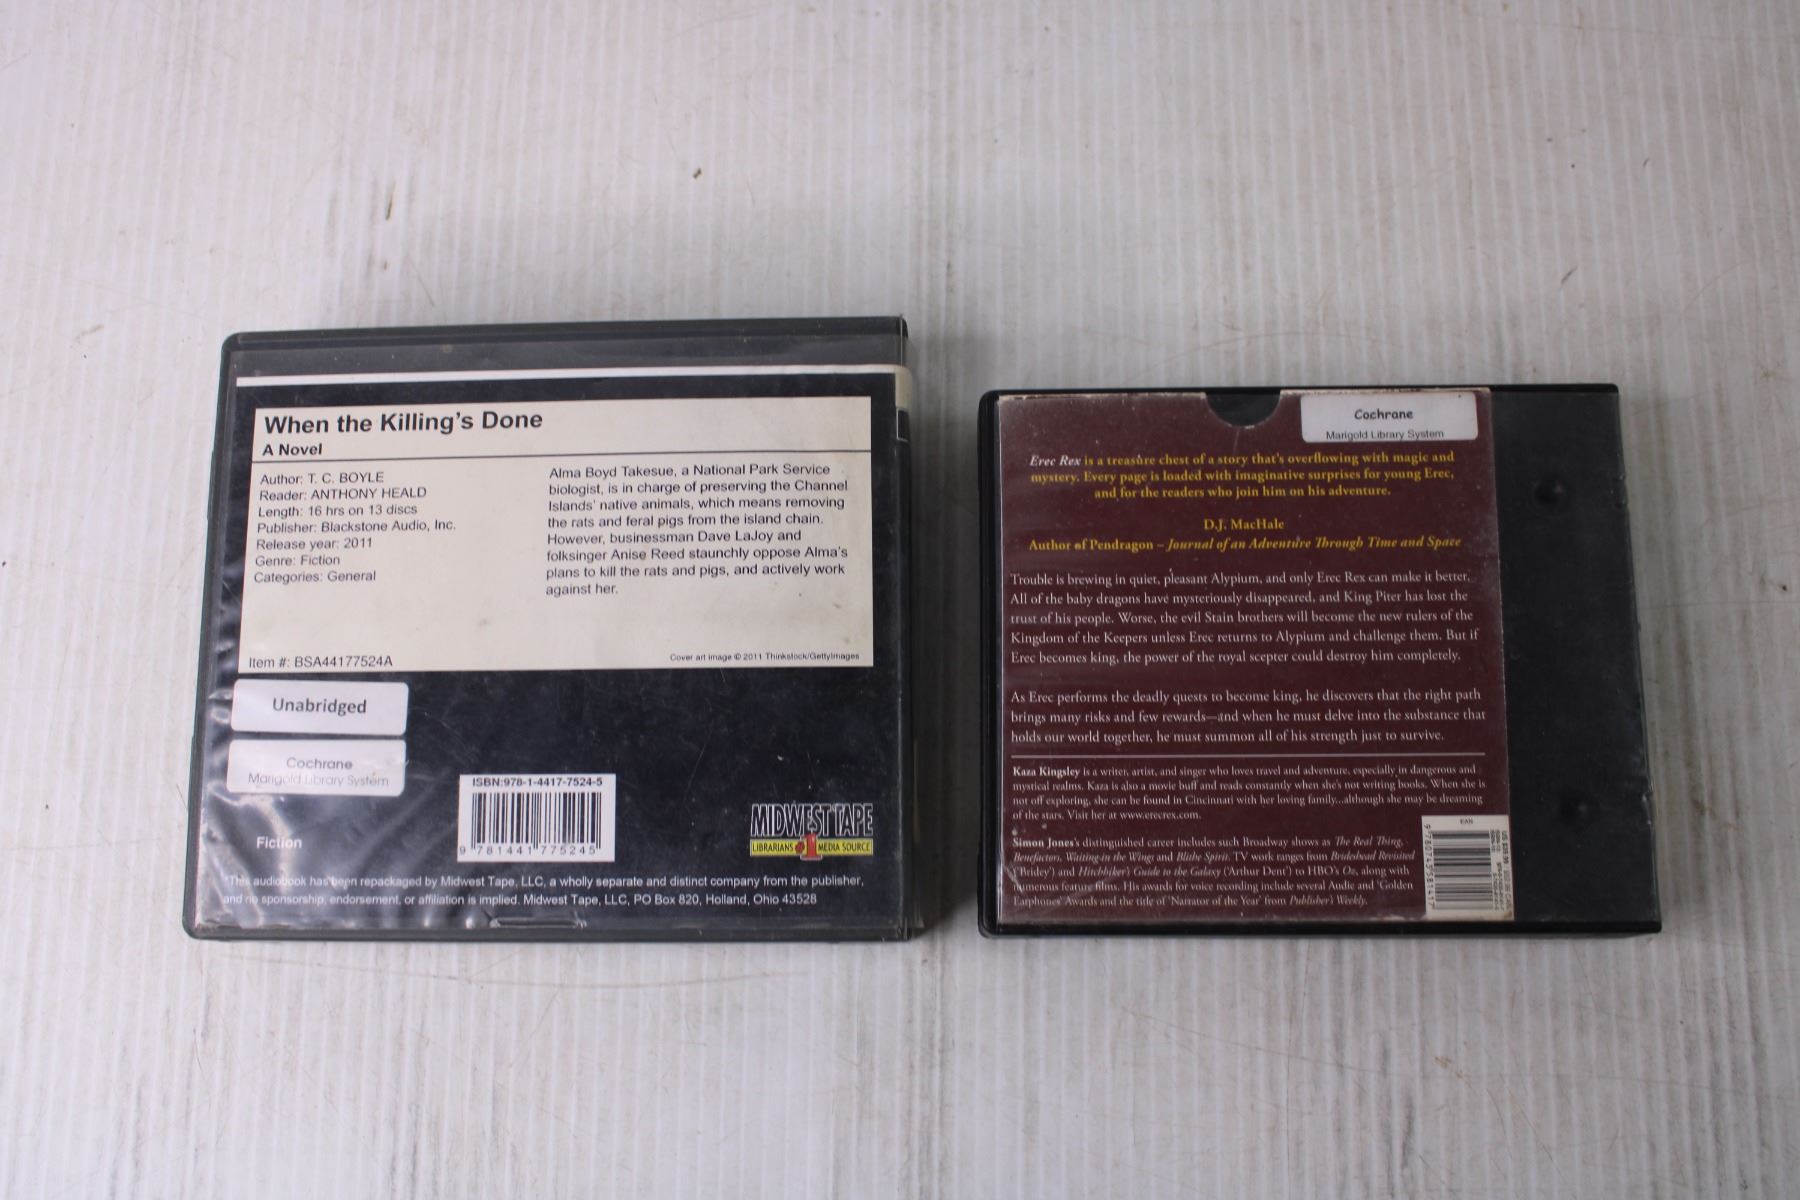 When the Killing's Done
A Novel
Author: T. C. BOYLE
Reader: ANTHONY HEALD
Length: 16 hrs on 13 discs
Publisher: Blackstone Audio, Inc.
Release year: 2011
Genre: Fiction
Categories: General
Alma Boyd Takesue, a National Park Service
biologist, is in charge of preserving the Channel
Islands' native animals, which means removing
the rats and feral pigs from the island chain.
However, businessman Dave LaJoy and
folksinger Anise Reed staunchly oppose Alma's
plans to kill the rats and pigs, and actively work
against her.
Item #: BSA44177524A
Cover art image © 2011 Thinkstock/GettyImages
Unabridged
Cochrane
Marigold Library System
Fiction
ISBN:978-1-4417-7524-5
9 781441 775245
MIDWEST TAPE
LIBRARIANS #1 MEDIA SOURCE
*This audiobook has been repackaged by Midwest Tape, LLC, a wholly separate and distinct company from the publisher,
and no sponsorship, endorsement, or affiliation is implied. Midwest Tape, LLC, PO Box 820, Holland, Ohio 43528
Cochrane
Marigold Library System
Erec Rex is a treasure chest of a story that's overflowing with magic and
mystery. Every page is loaded with imaginative surprises for young Erec,
and for the readers who join him on his adventure.
D.J. MacHale
Author of Pendragon – Journal of an Adventure Through Time and Space
Trouble is brewing in quiet, pleasant Alypium, and only Erec Rex can make it better.
All of the baby dragons have mysteriously disappeared, and King Piter has lost the
trust of his people. Worse, the evil Stain brothers will become the new rulers of the
Kingdom of the Keepers unless Erec returns to Alypium and challenge them. But if
Erec becomes king, the power of the royal scepter could destroy him completely.
As Erec performs the deadly quests to become king, he discovers that the right path
brings many risks and few rewards—and when he must delve into the substance that
holds our world together, he must summon all of his strength just to survive.
Kaza Kingsley is a writer, artist, and singer who loves travel and adventure, especially in dangerous and
mystical realms. Kaza is also a movie buff and reads constantly when she's not writing books. When she is
not off exploring, she can be found in Cincinnati with her loving family...although she may be dreaming
of the stars. Visit her at www.erecrex.com.
Simon Jones's distinguished career includes such Broadway shows as The Real Thing,
Benefactors, Waiting in the Wings and Blithe Spirit. TV work ranges from Brideshead Revisited
('Bridey') and Hitchhiker's Guide to the Galaxy ('Arthur Dent') to HBO's Oz, along with
numerous feature films. His awards for voice recording include several Audie and 'Golden
Earphones' Awards and the title of 'Narrator of the Year' from Publisher's Weekly.
EAN
9 780743 581417